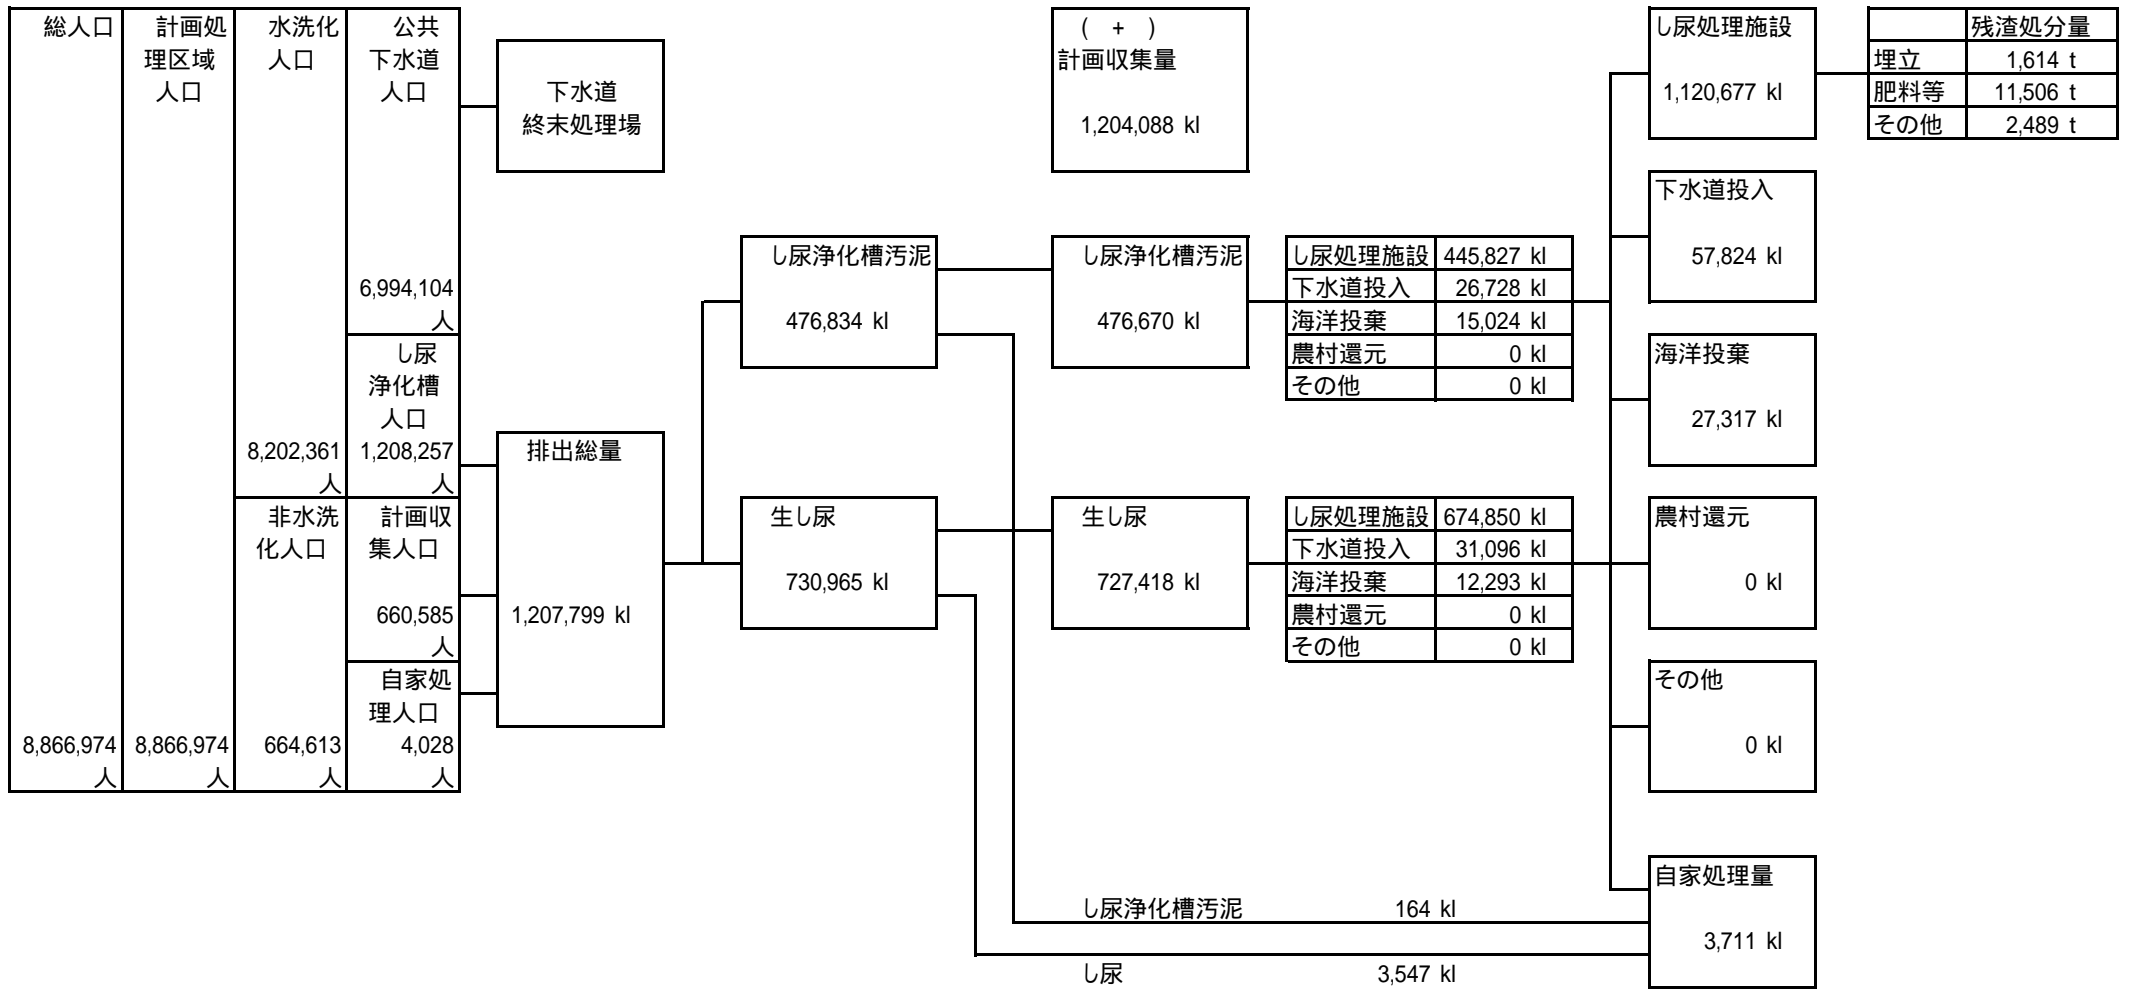 総人口
計画処
理区域
人口
水洗化
人口
公共
下水道
人口
6,994,104
人
し尿
浄化槽
人口
8,202,361
人
1,208,257
人
非水洗
化人口
計画収
集人口
660,585
人
自家処
理人口
8,866,974
人
8,866,974
人
664,613
人
4,028
人
下水道
終末処理場
排出総量
1,207,799 kl
し尿浄化槽汚泥
476,834 kl
生し尿
730,965 kl
( + )
計画収集量
1,204,088 kl
し尿浄化槽汚泥
476,670 kl
生し尿
727,418 kl
し尿処理施設 445,827 kl
下水道投入 26,728 kl
海洋投棄 15,024 kl
農村還元 0 kl
その他 0 kl
し尿処理施設 674,850 kl
下水道投入 31,096 kl
海洋投棄 12,293 kl
農村還元 0 kl
その他 0 kl
し尿処理施設
1,120,677 kl
残渣処分量
埋立 1,614 t
肥料等 11,506 t
その他 2,489 t
下水道投入
57,824 kl
海洋投棄
27,317 kl
農村還元
0 kl
その他
0 kl
自家処理量
3,711 kl
し尿浄化槽汚泥 164 kl
し尿 3,547 kl